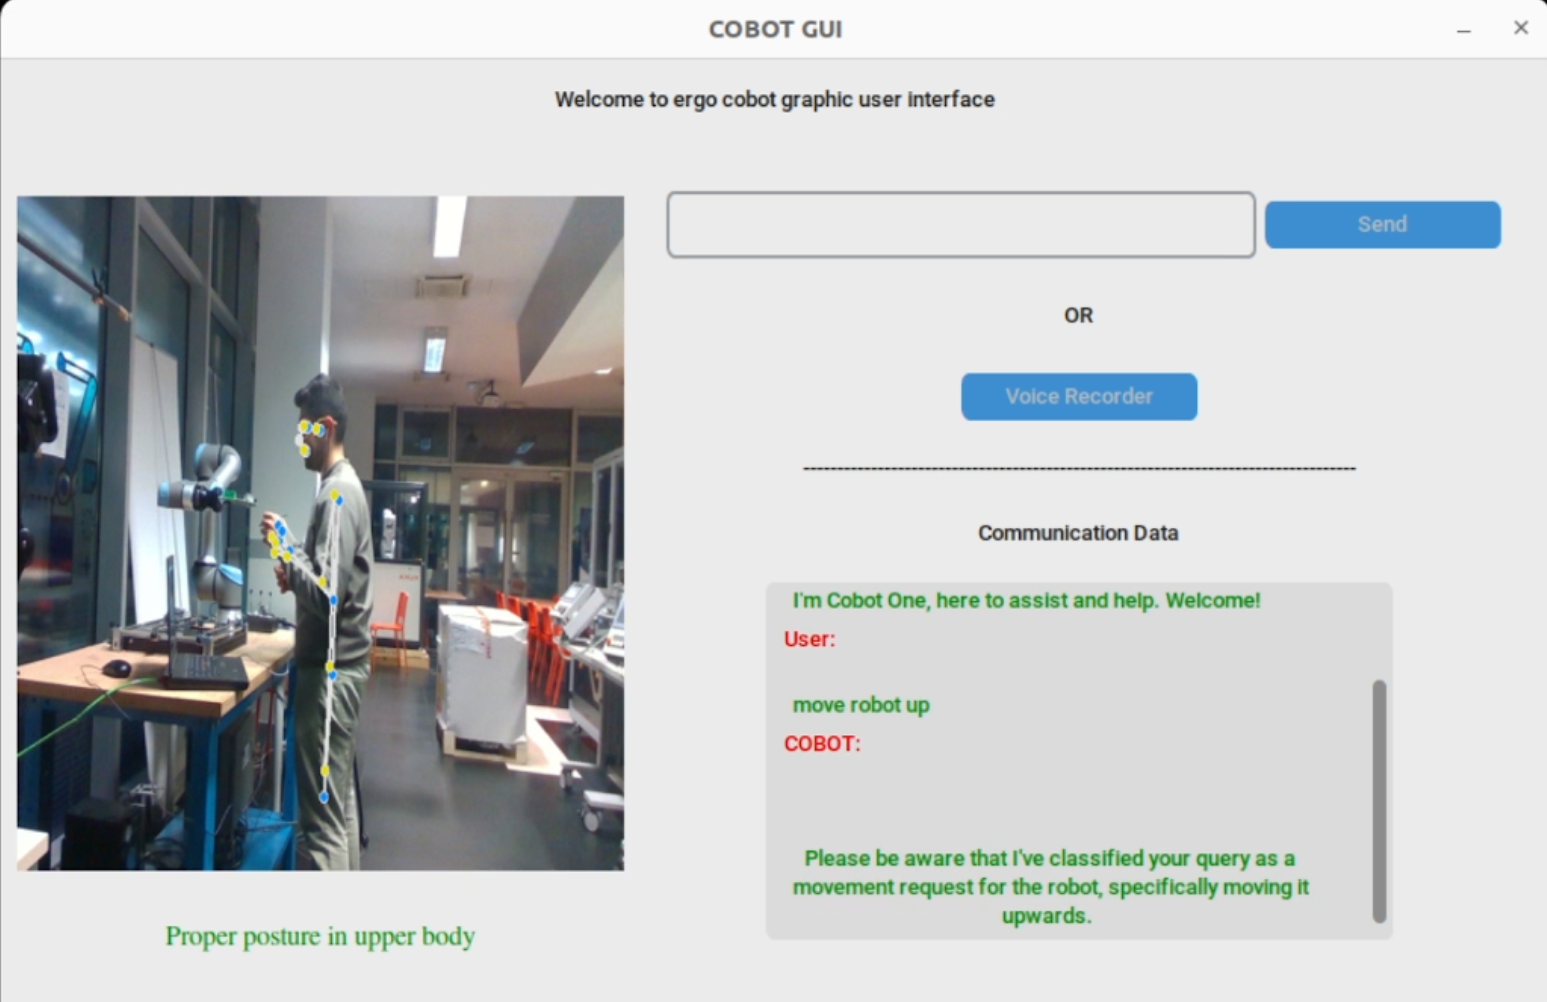 COBOT GUI
Welcome to ergo cobot graphic user interface
Send
OR
Voice Recorder
--------------------------------------------------------------------------------
Communication Data
I'm Cobot One, here to assist and help. Welcome!
User:
move robot up
COBOT:
Please be aware that I've classified your query as a
movement request for the robot, specifically moving it
upwards.
Proper posture in upper body